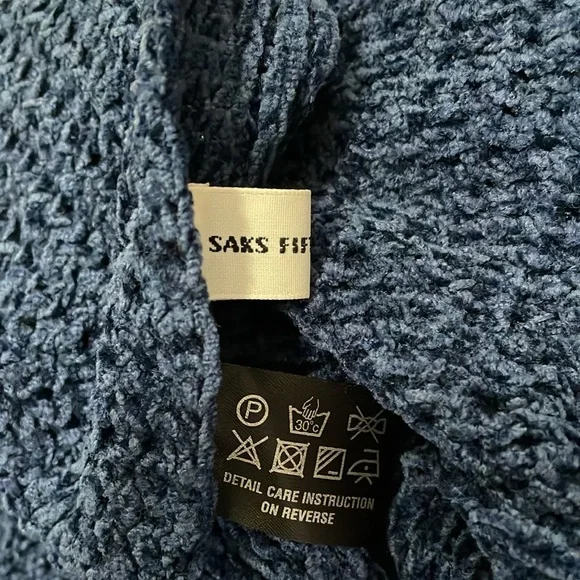 SAKS FIF
P
30°c
DETAIL CARE INSTRUCTION
ON REVERSE